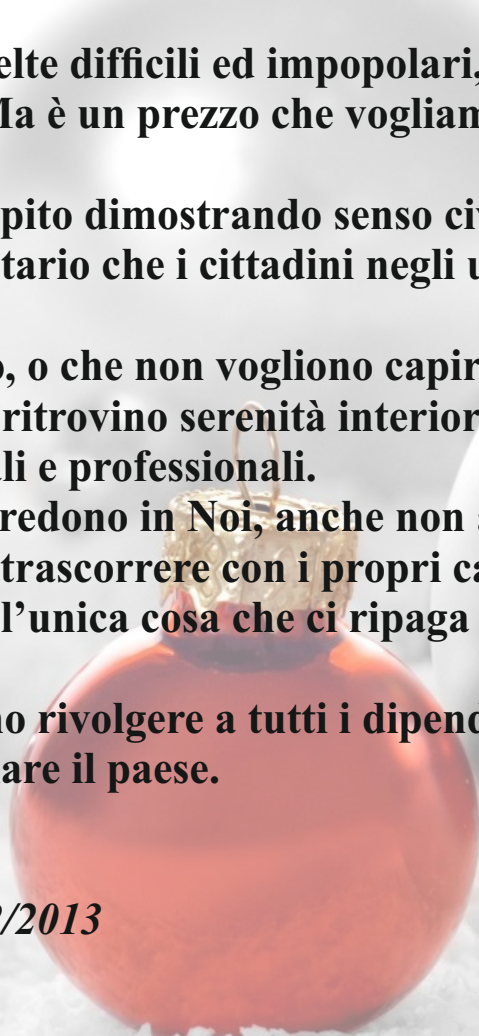 elte difficili ed impopolari,
Ma è un prezzo che vogliam
pito dimostrando senso civ
tario che i cittadini negli u
o, o che non vogliono capir
ritrovino serenità interior
li e professionali.
redono in Noi, anche non
trascorrere con i propri ca
l’unica cosa che ci ripaga
no rivolgere a tutti i dipend
are il paese.
/2013